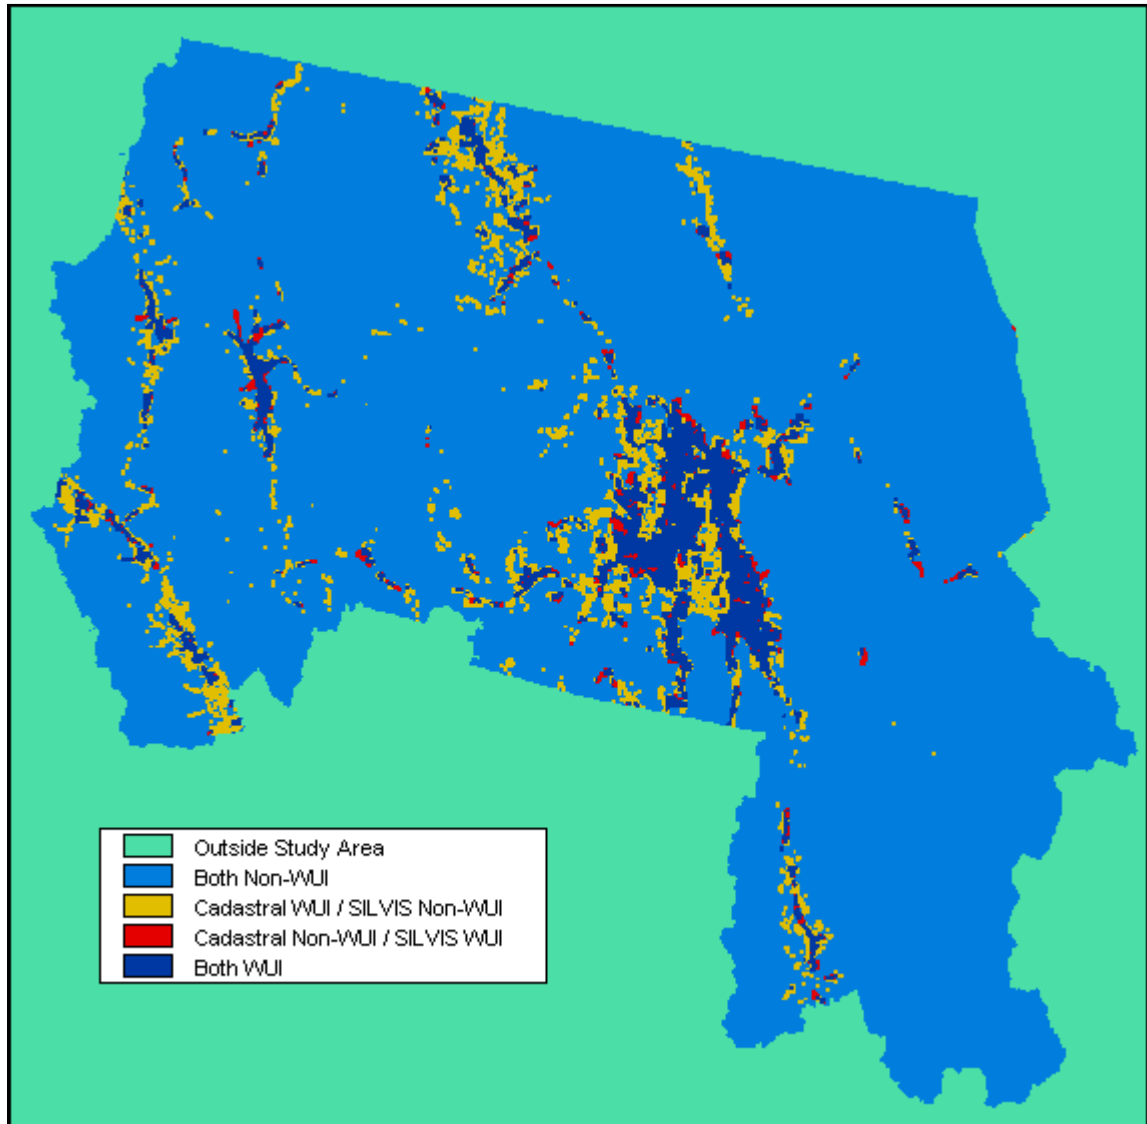 Outside Study Area
Both Non-WUI
Cadastral WUI / SILVIS Non-WUI
Cadastral Non-WUI / SILVIS WUI
Both WUI